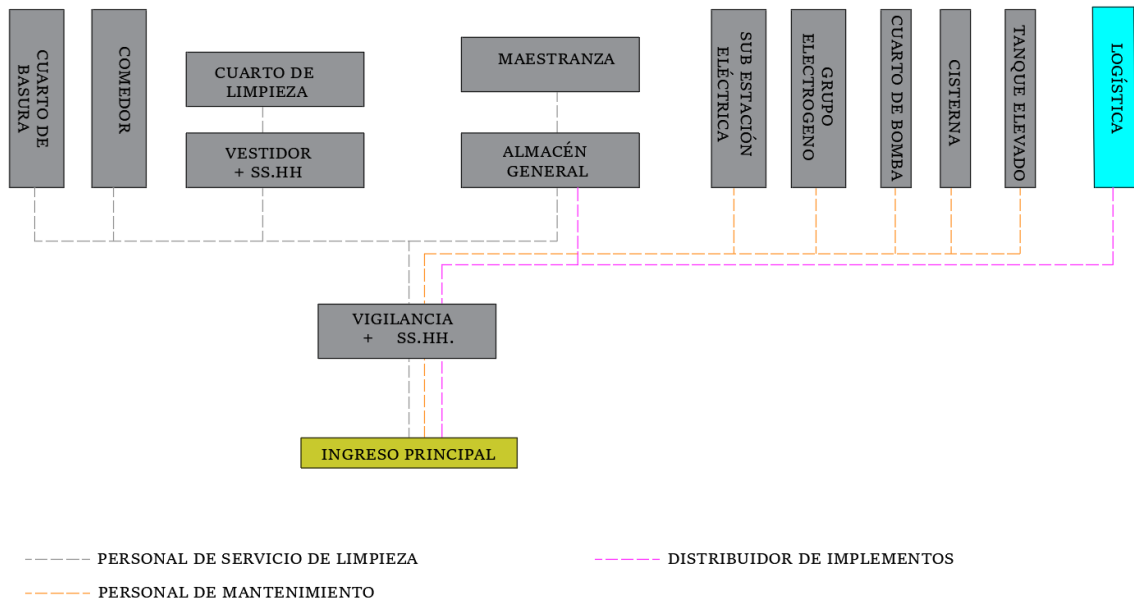 CUARTO DE
BASURA
COMEDOR
CUARTO DE
LIMPIEZA
VESTIDOR
+ SS.HH
MAESTRANZA
ALMACÉN
GENERAL
SUB ESTACIÓN
ELÉCTRICA
GRUPO
ELECTROGENO
CUARTO DE BOMBA
CISTERNA
TANQUE ELEVADO
LOGÍSTICA
VIGILANCIA
+ SS.HH.
INGRESO PRINCIPAL
PERSONAL DE SERVICIO DE LIMPIEZA
DISTRIBUIDOR DE IMPLEMENTOS
PERSONAL DE MANTENIMIENTO